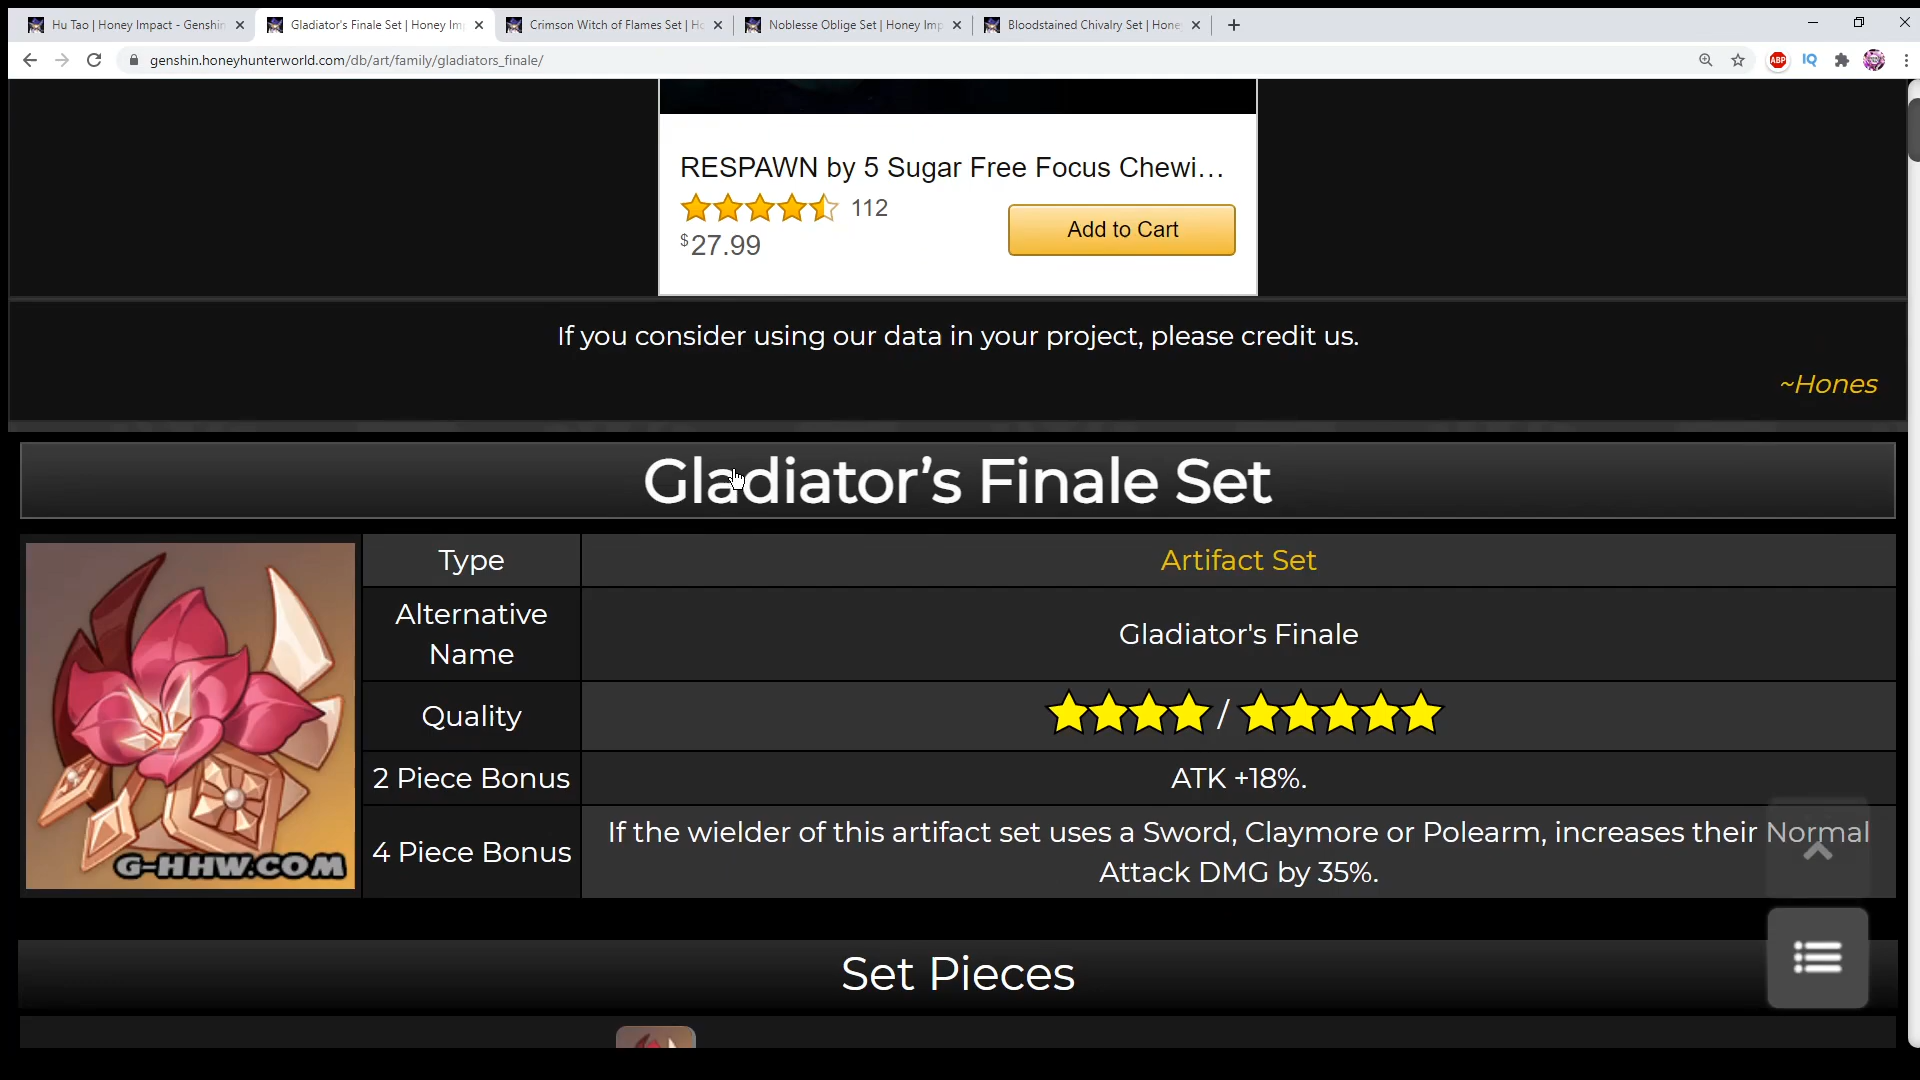 Hu Tao | Honey Impact - Genshin
Gladiator's Finale Set | Honey Im
Crimson Witch of Flames Set | Ho
Noblesse Oblige Set | Honey Imp
Bloodstained Chivalry Set | Hone
genshin.honeyhunterworld.com/db/art/family/gladiators_finale/
ABP
IQ
RESPAWN by 5 Sugar Free Focus Chewi...
112
$27.99
Add to Cart
If you consider using our data in your project, please credit us.
~Hones
Gladiator's Finale Set
Type
Artifact Set
Alternative
Name
Gladiator's Finale
Quality
/
2 Piece Bonus
ATK +18%.
4 Piece Bonus
If the wielder of this artifact set uses a Sword, Claymore or Polearm, increases their Normal
Attack DMG by 35%.
G-HHW.COM
Set Pieces